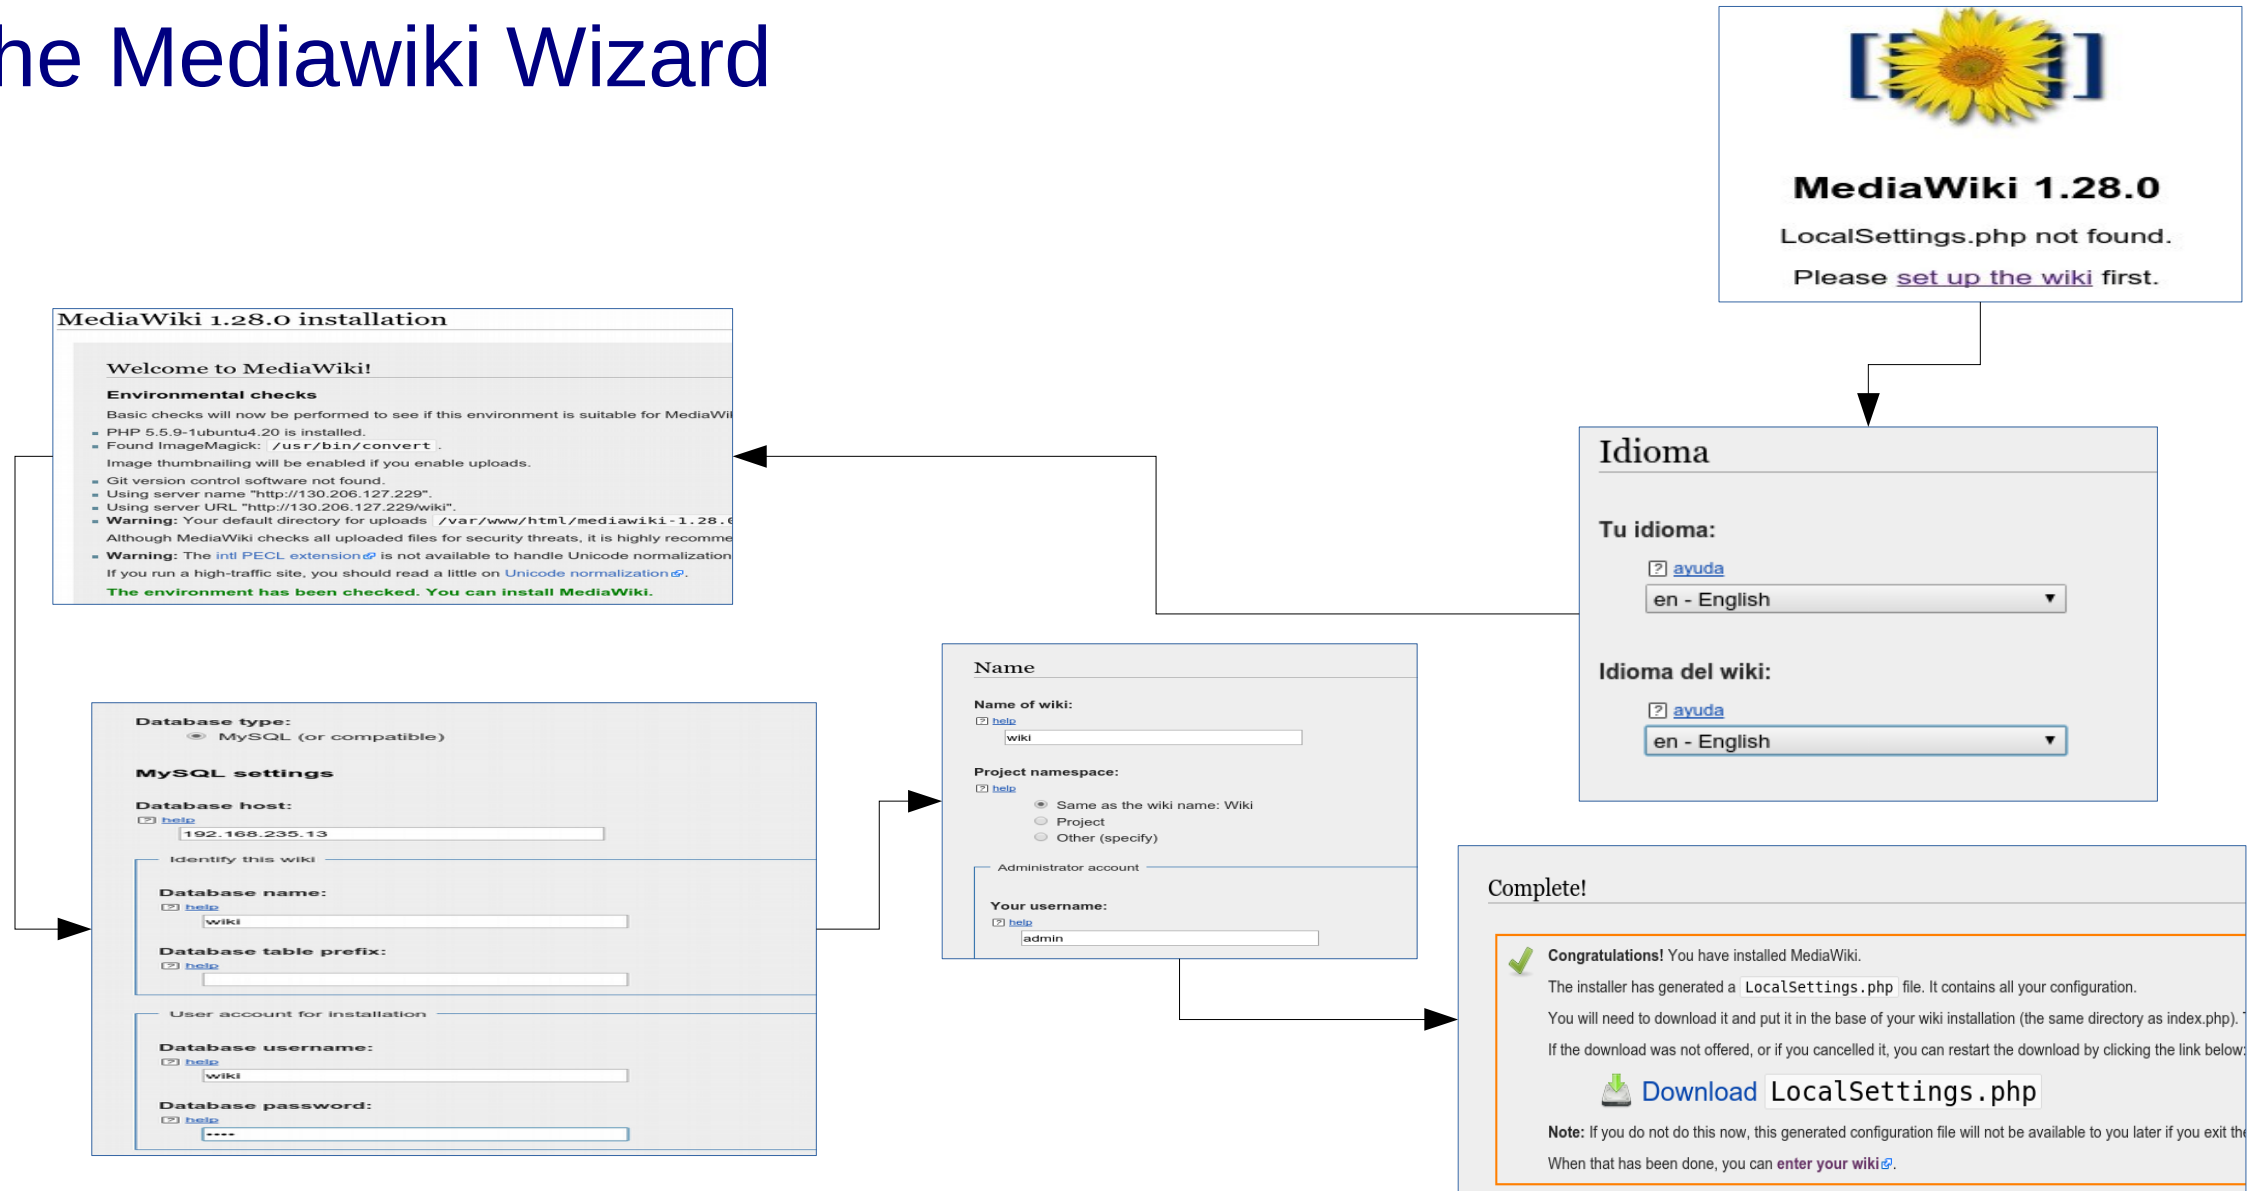 he Mediawiki Wizard
MediaWiki 1.28.0
LocalSettings.php not found.
Please set up the wiki first.
Idioma
Tu idioma:
? ayuda
en - English
Idioma del wiki:
? ayuda
en - English
MediaWiki 1.28.0 installation
Welcome to MediaWiki!
Environmental checks
Basic checks will now be performed to see if this environment is suitable for MediaWi
PHP 5.5.9-1ubuntu4.20 is installed.
Found ImageMagick: /usr/bin/convert .
Image thumbnailing will be enabled if you enable uploads.
Git version control software not found.
Using server name "http://130.206.127.229".
Using server URL "http://130.206.127.229/wiki".
Warning: Your default directory for uploads /var/www/html/mediawiki-1.28.0
Although MediaWiki checks all uploaded files for security threats, it is highly recomme
Warning: The intl PECL extension is not available to handle Unicode normalization
If you run a high-traffic site, you should read a little on Unicode normalization.
The environment has been checked. You can install MediaWiki.
Database type:
MySQL (or compatible)
MySQL settings
Database host:
? help
192.168.235.13
Identify this wiki
Database name:
? help
wiki
Database table prefix:
? help
User account for installation
Database username:
? help
wiki
Database password:
? help
••••
Name
Name of wiki:
? help
wiki
Project namespace:
? help
Same as the wiki name: Wiki
Project
Other (specify)
Administrator account
Your username:
? help
admin
Complete!
Congratulations! You have installed MediaWiki.
The installer has generated a LocalSettings.php file. It contains all your configuration.
You will need to download it and put it in the base of your wiki installation (the same directory as index.php).
If the download was not offered, or if you cancelled it, you can restart the download by clicking the link below:
Download LocalSettings.php
Note: If you do not do this now, this generated configuration file will not be available to you later if you exit the
When that has been done, you can enter your wiki.